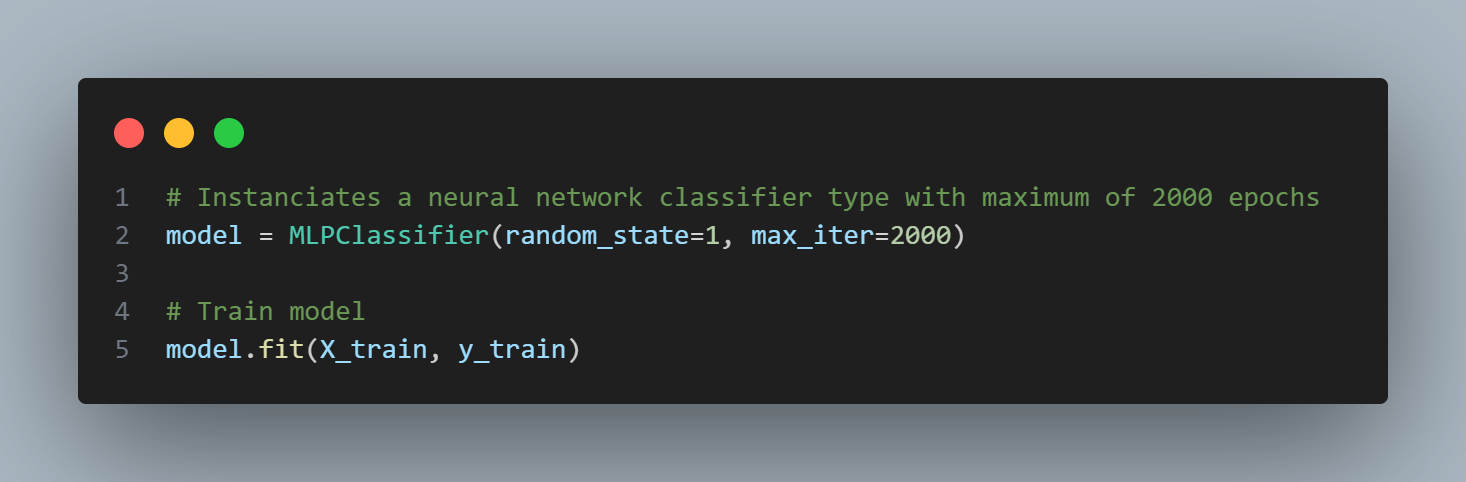 1 # Instanciates a neural network classifier type with maximum of 2000 epochs
2 model = MLPClassifier(random_state=1, max_iter=2000)
3
4 # Train model
5 model.fit(X_train, y_train)